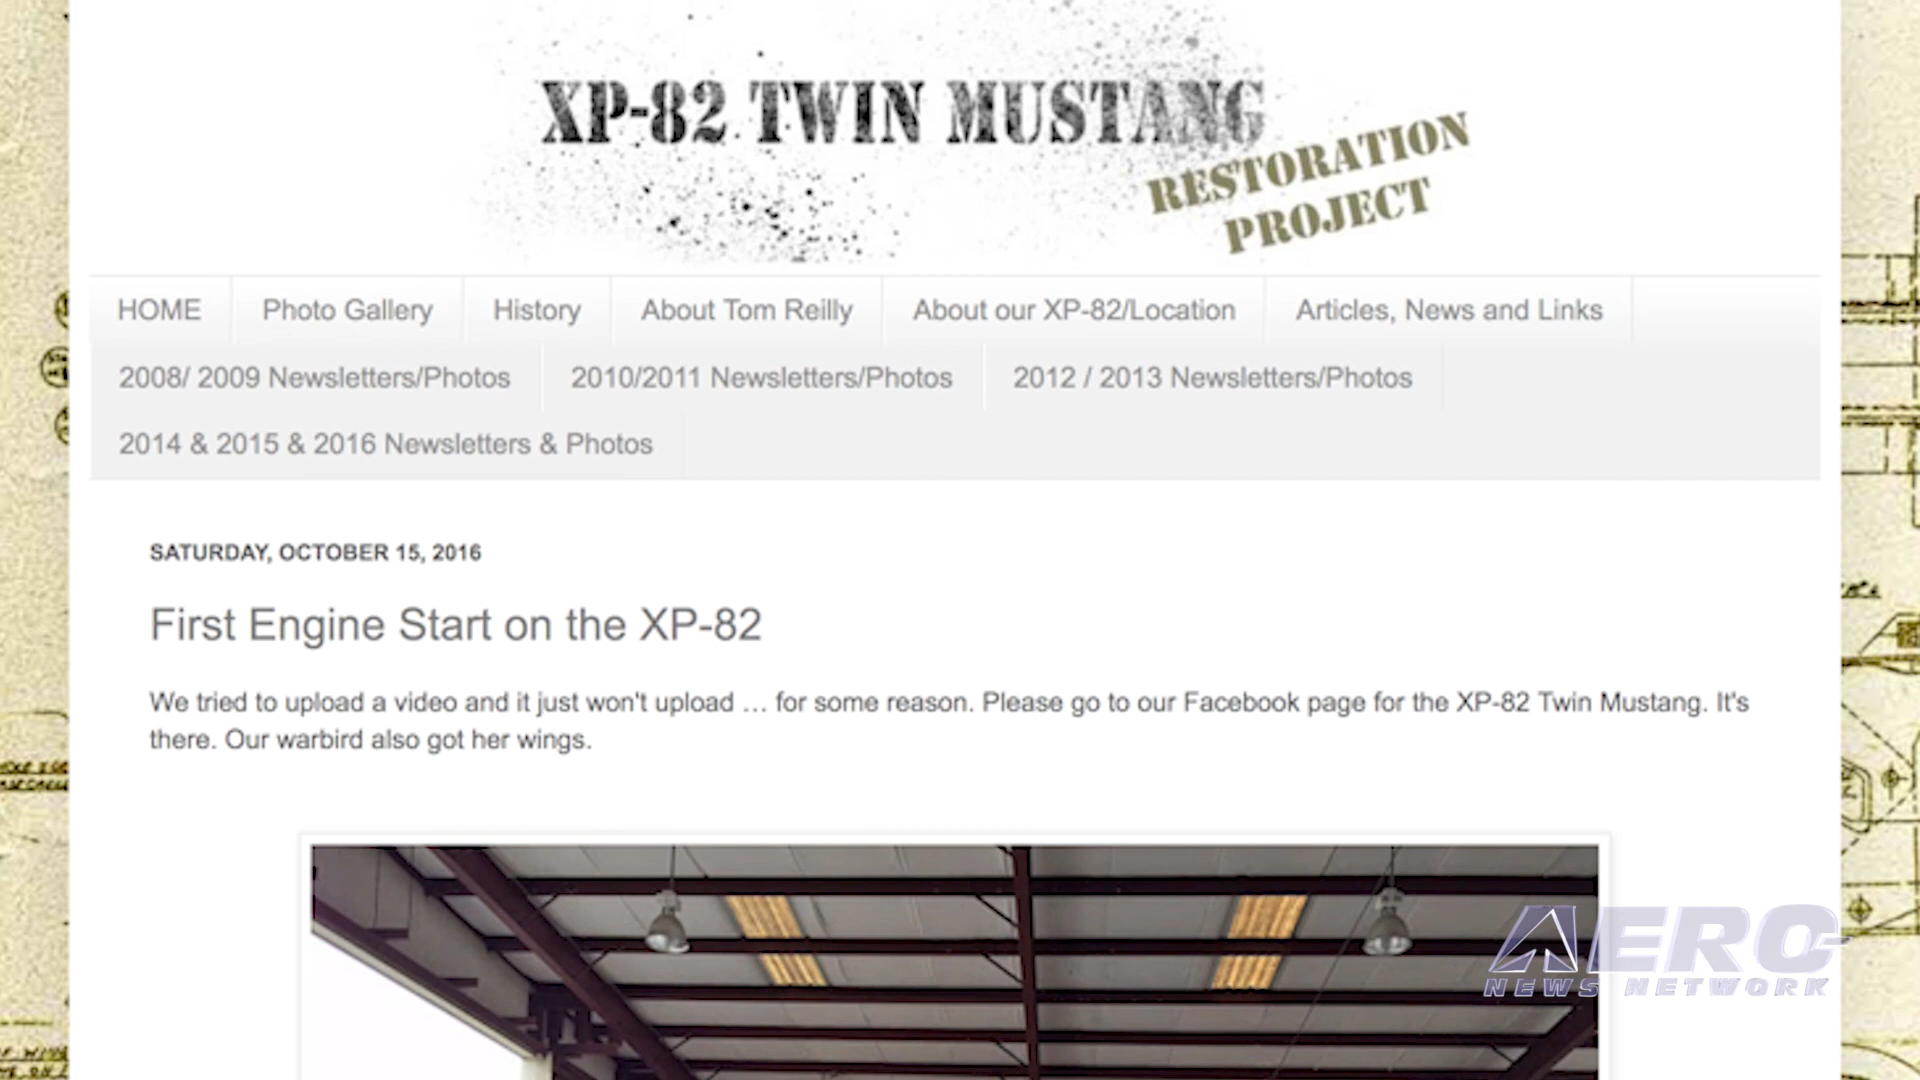 XP-82 TWIN MUSTANG
RESTORATION
PROJECT
HOME Photo Gallery History About Tom Reilly About our XP-82/Location Articles, News and Links
2008/ 2009 Newsletters/Photos 2010/2011 Newsletters/Photos 2012 / 2013 Newsletters/Photos
2014 & 2015 & 2016 Newsletters & Photos
SATURDAY, OCTOBER 15, 2016
First Engine Start on the XP-82
We tried to upload a video and it just won't upload … for some reason. Please go to our Facebook page for the XP-82 Twin Mustang. It's
there. Our warbird also got her wings.
AERO
NEWS NETWORK